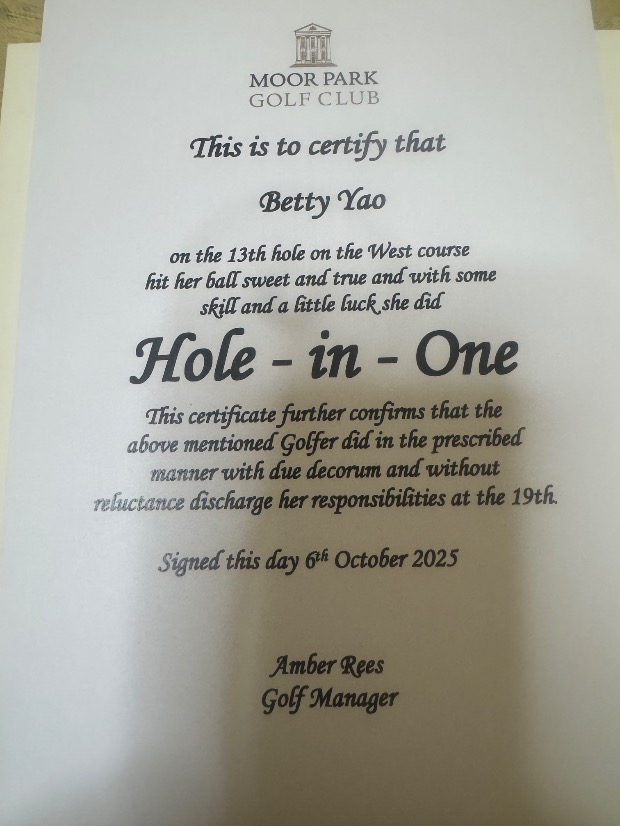 MOOR PARK
GOLF CLUB
This is to certify that
Betty Yao
on the 13th hole on the West course
hit her ball sweet and true and with some
skill and a little luck she did
Hole - in - One
This certificate further confirms that the
above mentioned Golfer did in the prescribed
manner with due decorum and without
reluctance discharge her responsibilities at the 19th.
Signed this day 6th October 2025
Amber Rees
Golf Manager